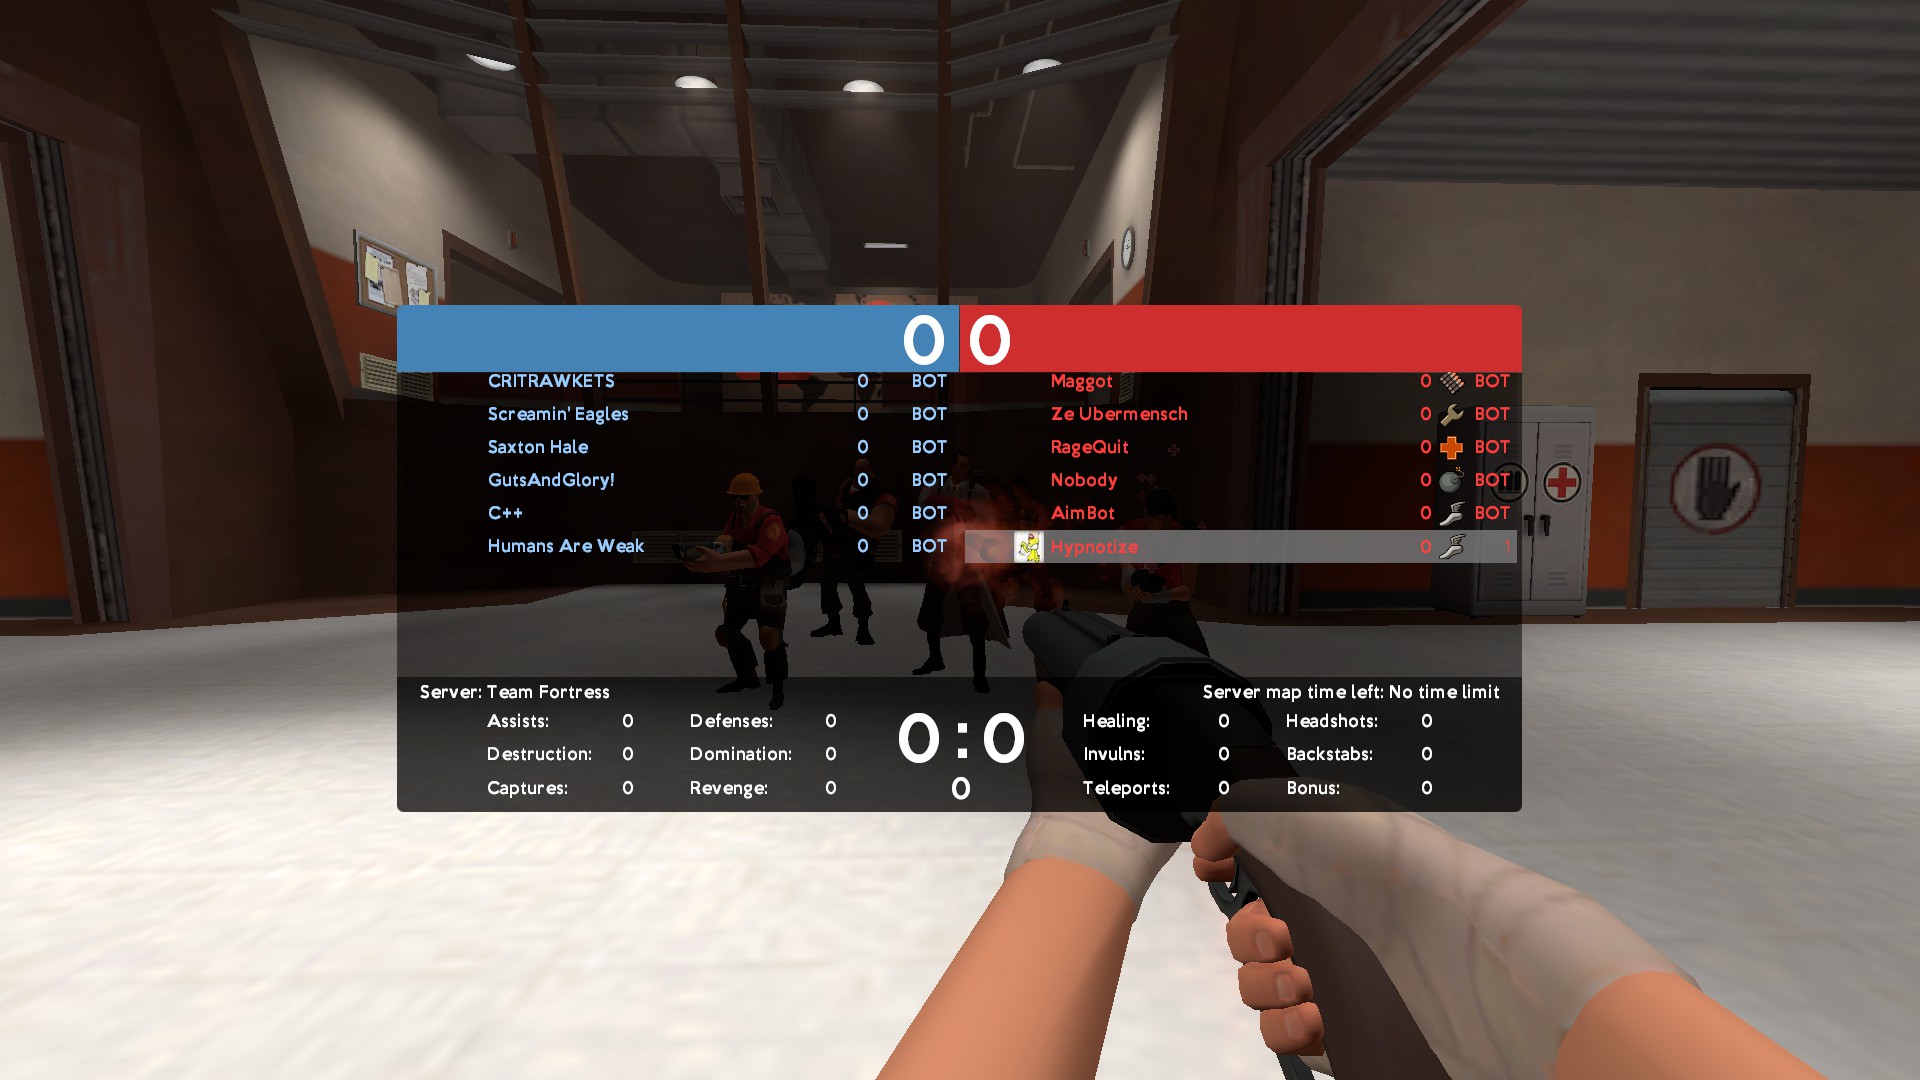 0 0
CRITRAWKETS 0 BOT
Screamin' Eagles 0 BOT
Saxton Hale 0 BOT
GutsAndGlory! 0 BOT
C++ 0 BOT
Humans Are Weak 0 BOT
Maggot 0 BOT
Ze Ubermensch 0 BOT
RageQuit 0 BOT
Nobody 0 BOT
AimBot 0 BOT
Hypnotize 0 1
Server: Team Fortress
Server map time left: No time limit
Assists: 0 Defenses: 0
Destruction: 0 Domination: 0
Captures: 0 Revenge: 0
0 : 0
0
Healing: 0 Headshots: 0
Invulns: 0 Backstabs: 0
Teleports: 0 Bonus: 0